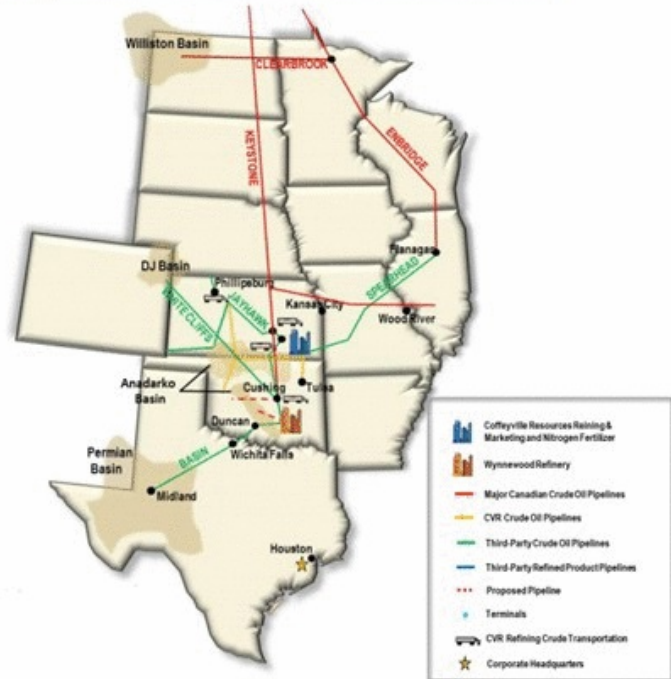 Williston Basin
CLEARBROOK
KEYSTONE
ENBRIDGE
Flanagan
DJ Basin
Phillipsburg
SPEARHEAD
JAYHAWK
WHITE CLIFFS
Kansas City
Wood River
Anadarko
Basin
Cushing
Tulsa
Duncan
Wichita Falls
Permian
Basin
BASIN
Midland
Houston
Coffeyville Resources Reining &
Marketing and Nitrogen Fertilizer
Wynnewood Refinery
Major Canadian Crude Oil Pipelines
CVR Crude Oil Pipelines
Third-Party Crude Oil Pipelines
Third-Party Refined Product Pipelines
Proposed Pipeline
Terminals
CVR Refining Crude Transportation
Corporate Headquarters